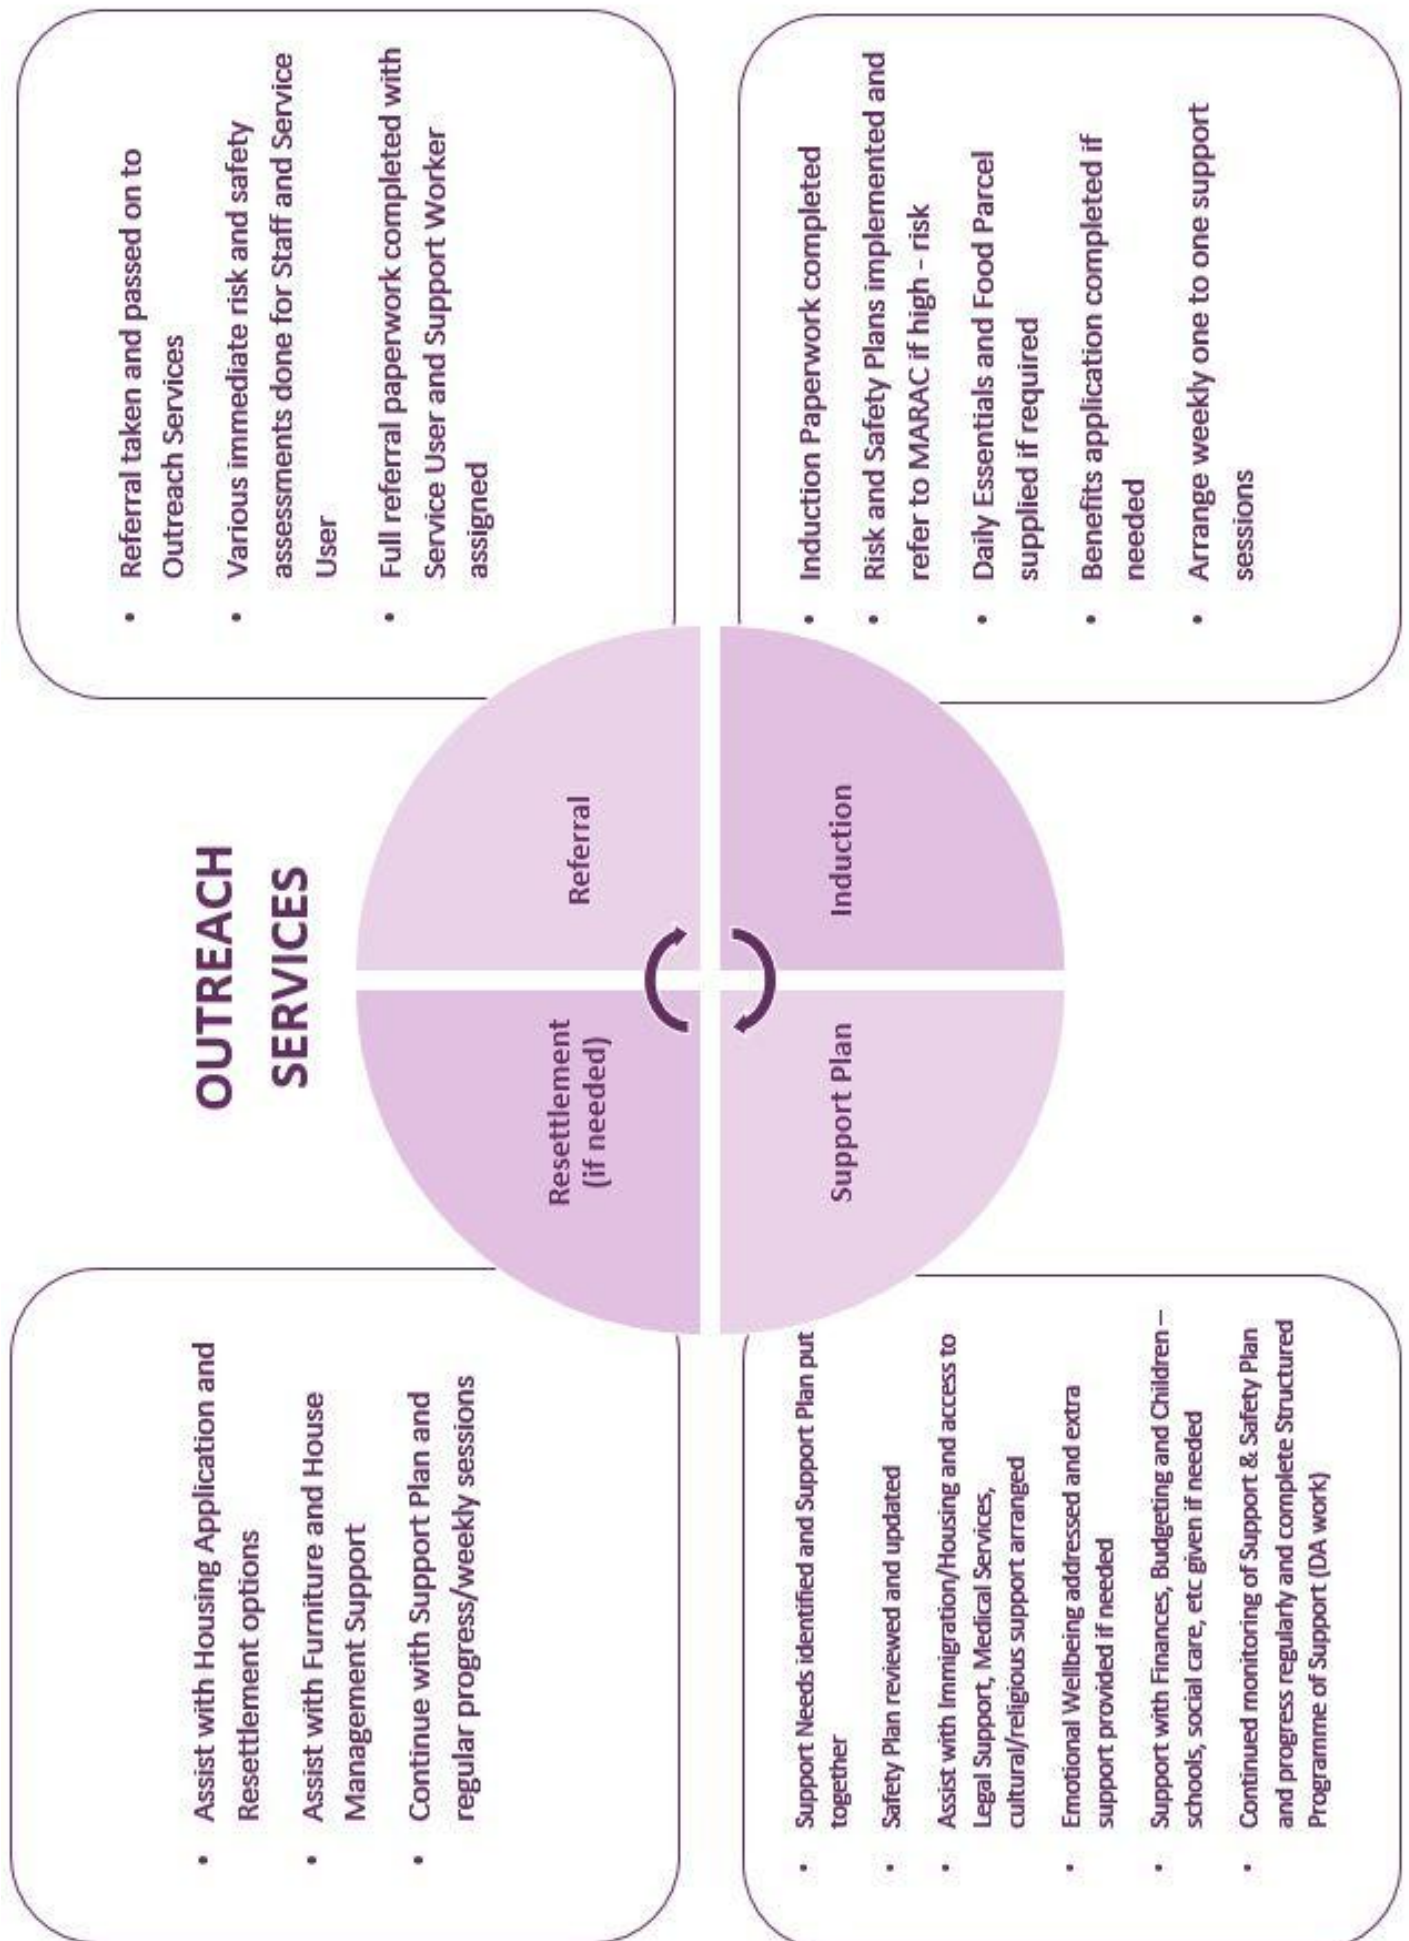 OUTREACH
SERVICES
Referral
• Referral taken and passed on to
Outreach Services
• Various immediate risk and safety
assessments done for Staff and Service
User
• Full referral paperwork completed with
Service User and Support Worker
assigned
Induction
• Induction Paperwork completed
• Risk and Safety Plans implemented and
refer to MARAC if high - risk
• Daily Essentials and Food Parcel
supplied if required
• Benefits application completed if
needed
• Arrange weekly one to one support
sessions
Support Plan
• Support Needs identified and Support Plan put
together
• Safety Plan reviewed and updated
• Assist with Immigration/Housing and access to
Legal Support, Medical Services,
cultural/religious support arranged
• Emotional Wellbeing addressed and extra
support provided if needed
• Support with Finances, Budgeting and Children –
schools, social care, etc given if needed
• Continued monitoring of Support & Safety Plan
and progress regularly and complete Structured
Programme of Support (DA work)
Resettlement
(if needed)
• Assist with Housing Application and
Resettlement options
• Assist with Furniture and House
Management Support
• Continue with Support Plan and
regular progress/weekly sessions